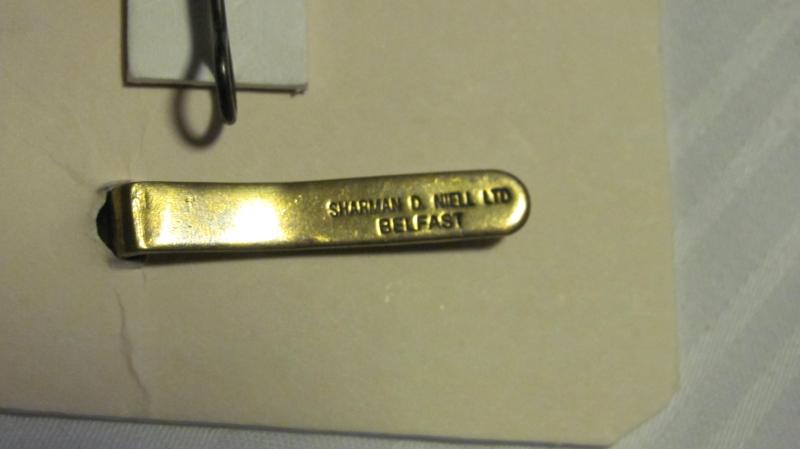 SHARMAN D. NIELL LTD
BELFAST